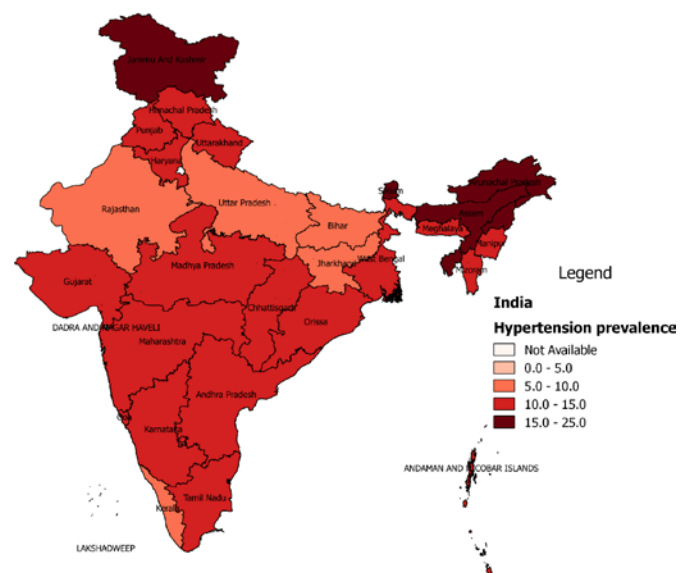 Jammu And Kashmir
Himachal Pradesh
Punjab
Uttarakhand
Haryana
Rajasthan
Uttar Pradesh
Bihar
Sikkim
Arunachal Pradesh
Assam
Meghalaya
Manipur
Mizoram
Jharkhand
West Bengal
Gujarat
Madhya Pradesh
Chhattisgarh
Orissa
DADRA AND NAGAR HAVELI
Maharashtra
Andhra Pradesh
Goa
Karnataka
Kerala
Tamil Nadu
LAKSHADWEEP
ANDAMAN AND NICOBAR ISLANDS
Legend
India
Hypertension prevalence
Not Available
0.0 - 5.0
5.0 - 10.0
10.0 - 15.0
15.0 - 25.0